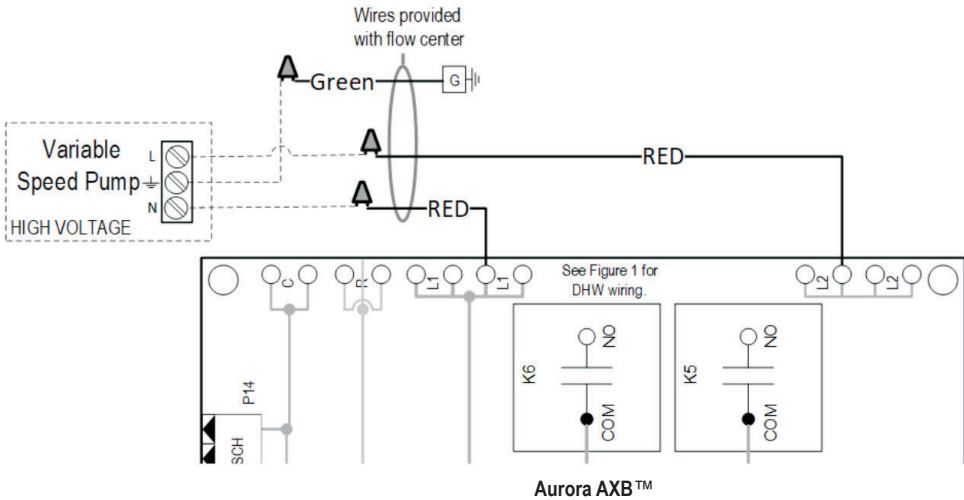 Wires provided
with flow center
Green
G
Variable
Speed Pump
L
N
HIGH VOLTAGE
RED
RED
C
R
L1
L1
See Figure 1 for
DHW wiring.
L2
L2
K6
NO
COM
K5
NO
COM
P14
SCH
Aurora AXB™